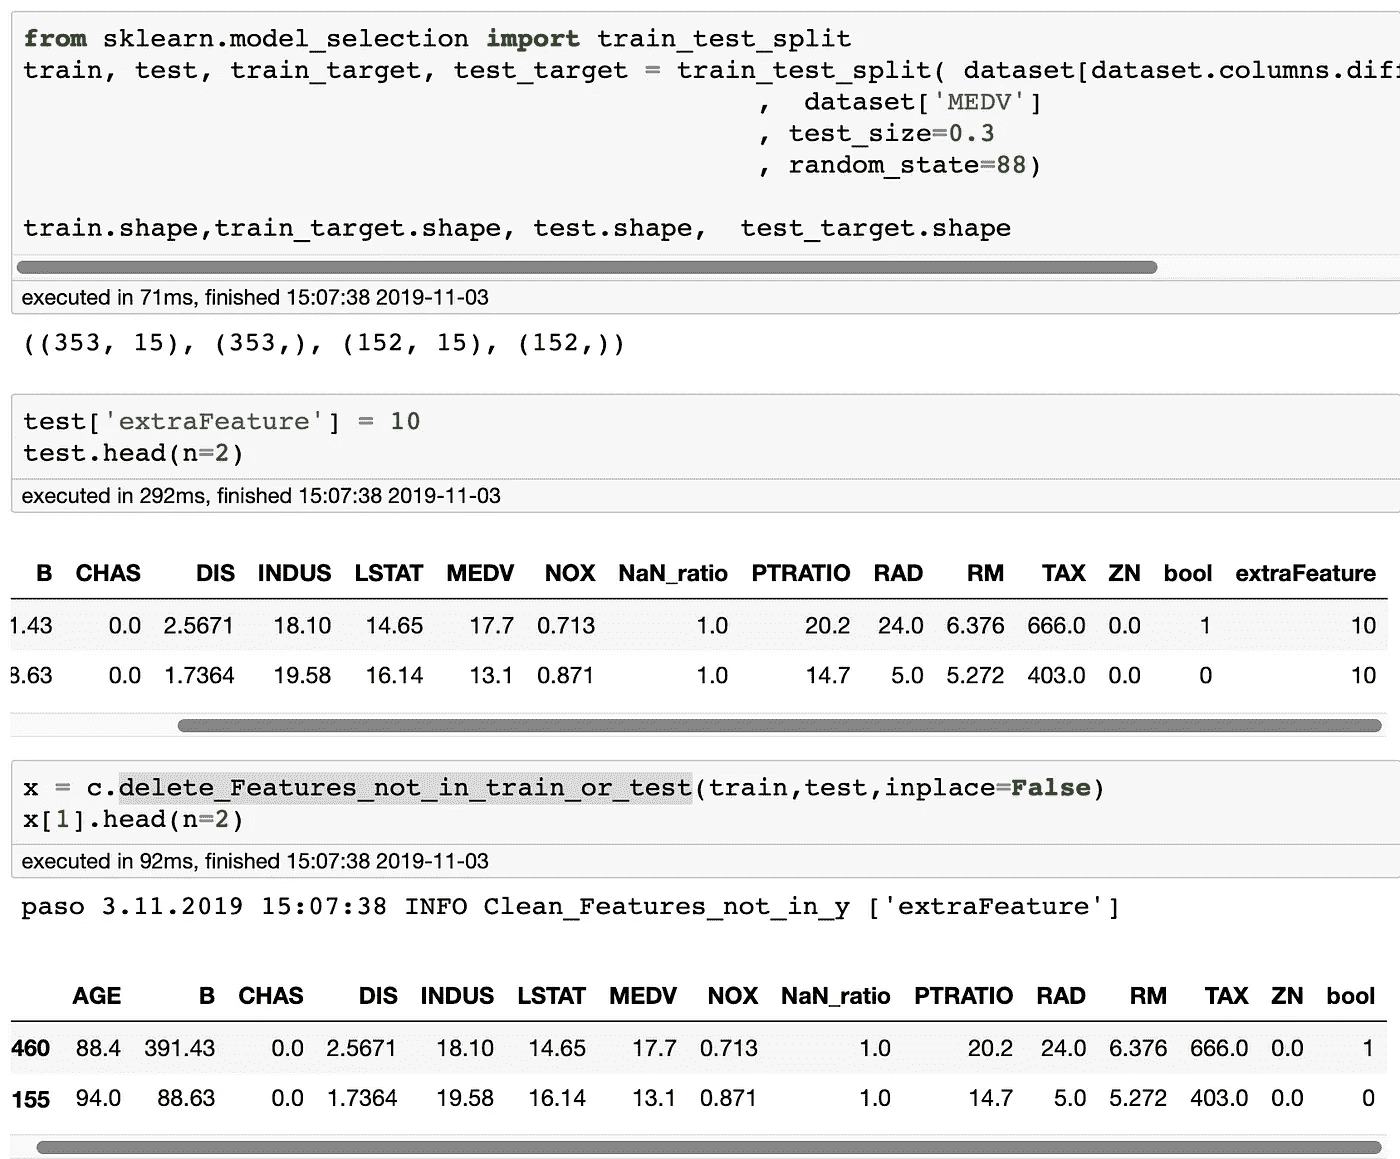 from sklearn.model_selection import train_test_split
train, test, train_target, test_target = train_test_split( dataset[dataset.columns.diff
, dataset['MEDV']
, test_size=0.3
, random_state=88)
train.shape,train_target.shape, test.shape, test_target.shape
executed in 71ms, finished 15:07:38 2019-11-03
((353, 15), (353,), (152, 15), (152,))
test['extraFeature'] = 10
test.head(n=2)
executed in 292ms, finished 15:07:38 2019-11-03
B CHAS DIS INDUS LSTAT MEDV NOX NaN_ratio PTRATIO RAD RM TAX ZN bool extraFeature
1.43 0.0 2.5671 18.10 14.65 17.7 0.713 1.0 20.2 24.0 6.376 666.0 0.0 1 10
8.63 0.0 1.7364 19.58 16.14 13.1 0.871 1.0 14.7 5.0 5.272 403.0 0.0 0 10
x = c.delete_Features_not_in_train_or_test(train,test,inplace=False)
x[1].head(n=2)
executed in 92ms, finished 15:07:38 2019-11-03
paso 3.11.2019 15:07:38 INFO Clean_Features_not_in_y ['extraFeature']
AGE B CHAS DIS INDUS LSTAT MEDV NOX NaN_ratio PTRATIO RAD RM TAX ZN bool
460 88.4 391.43 0.0 2.5671 18.10 14.65 17.7 0.713 1.0 20.2 24.0 6.376 666.0 0.0 1
155 94.0 88.63 0.0 1.7364 19.58 16.14 13.1 0.871 1.0 14.7 5.0 5.272 403.0 0.0 0